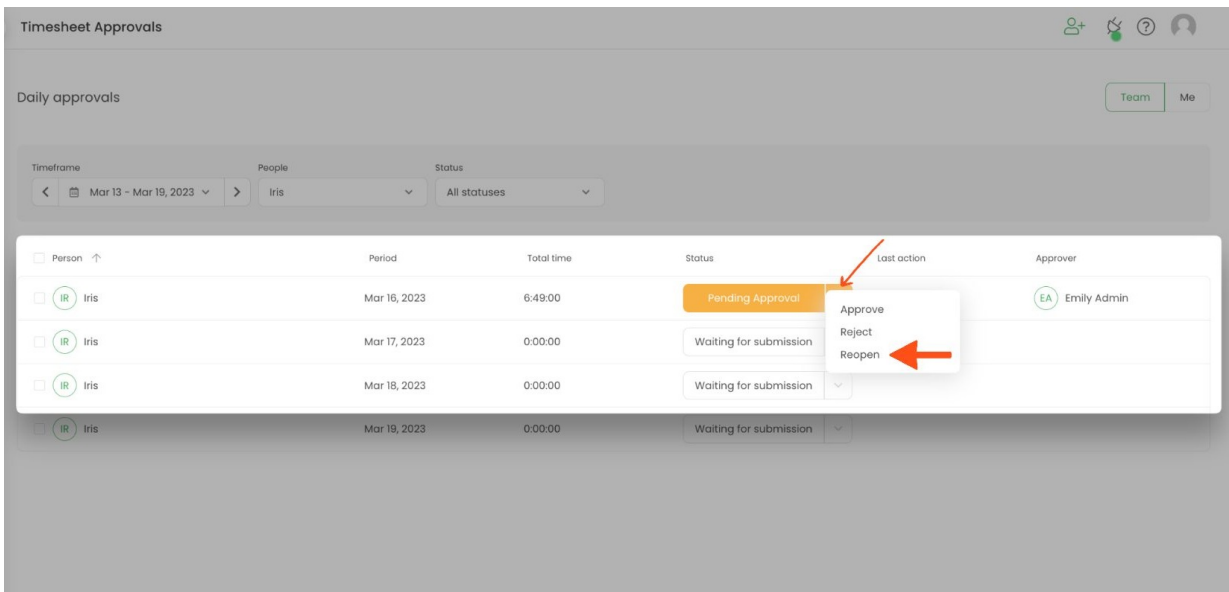 Timesheet Approvals
Daily approvals
Team Me
Timeframe People Status
Mar 13 - Mar 19, 2023 Iris All statuses
Person Period Total time Status Last action Approver
IR Iris Mar 16, 2023 6:49:00 Pending Approval EA Emily Admin
Approve
IR Iris Mar 17, 2023 0:00:00 Waiting for submission Reject
Reopen
IR Iris Mar 18, 2023 0:00:00 Waiting for submission
IR Iris Mar 19, 2023 0:00:00 Waiting for submission